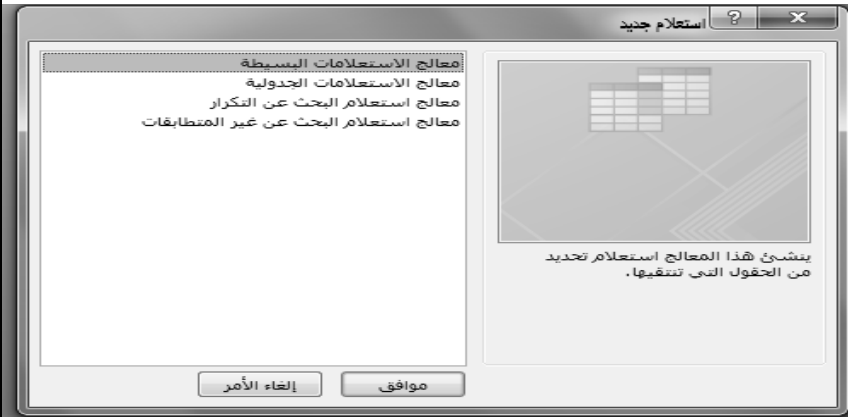 استعلام جديد
معالج الاستعلامات البسيطة
معالج الاستعلامات الجدولية
معالج استعلام البحث عن التكرار
معالج استعلام البحث عن غير المتطابقات
ينشئ هذا المعالج استعلام تحديد
من الحقول التي تنتقيها.
موافق
إلغاء الأمر